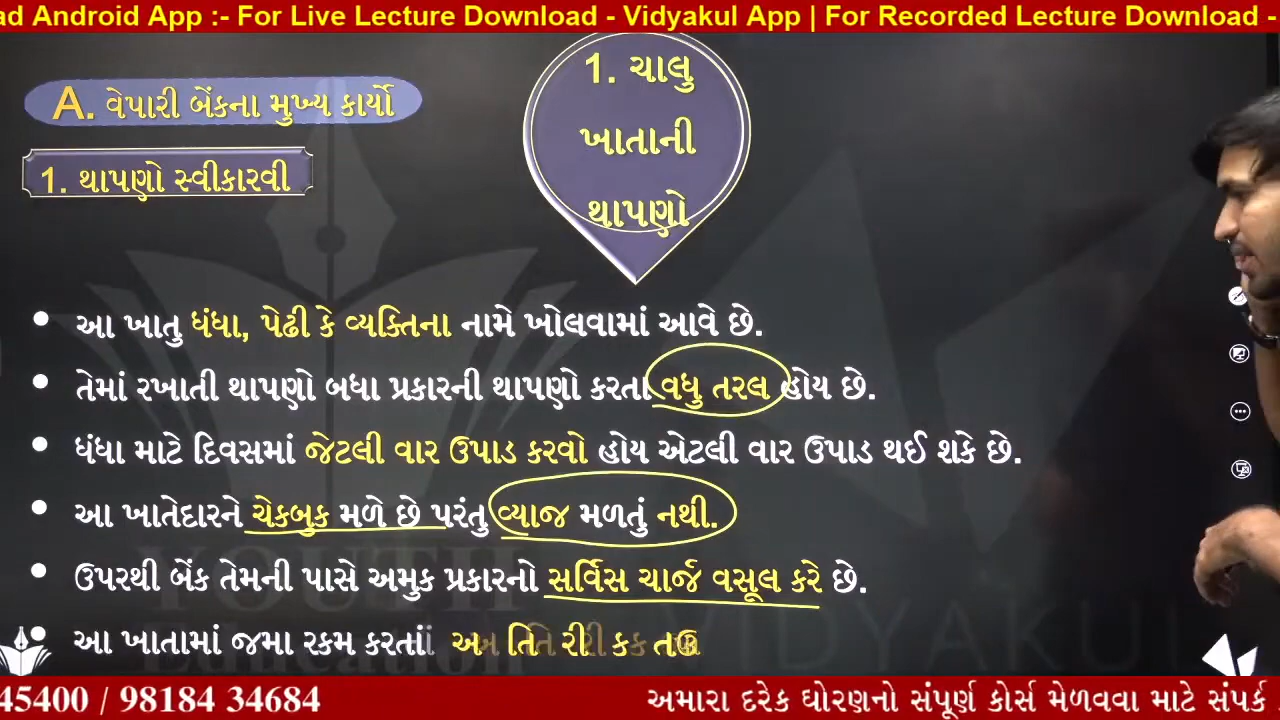 ad Android App :- For Live Lecture Download - Vidyakul App | For Recorded Lecture Download -
1. ચાલુ
ખાતાની
થાપણો
A. વેપારી બેંકના મુખ્ય કાર્યો
1. થાપણો સ્વીકારવી
આ ખાતુ ધંધા, પેઢી કે વ્યક્તિના નામે ખોલવામાં આવે છે.
તેમાં રખાતી થાપણો બધા પ્રકારની થાપણો કરતા વધુ તરલ હોય છે.
ધંધા માટે દિવસમાં જેટલી વાર ઉપાડ કરવો હોય એટલી વાર ઉપાડ થઈ શકે છે.
આ ખાતેદારને ચેકબુક મળે છે પરંતુ વ્યાજ મળતું નથી.
ઉપરથી બેંક તેમની પાસે અમુક પ્રકારનો સર્વિસ ચાર્જ વસૂલ કરે છે.
આ ખાતામાં જમા રકમ કરતાં
YOUTH
Education
VIDYAKUL
45400 / 98184 34684
અમારા દરેક ધોરણનો સંપૂર્ણ કોર્સ મેળવવા માટે સંપર્ક